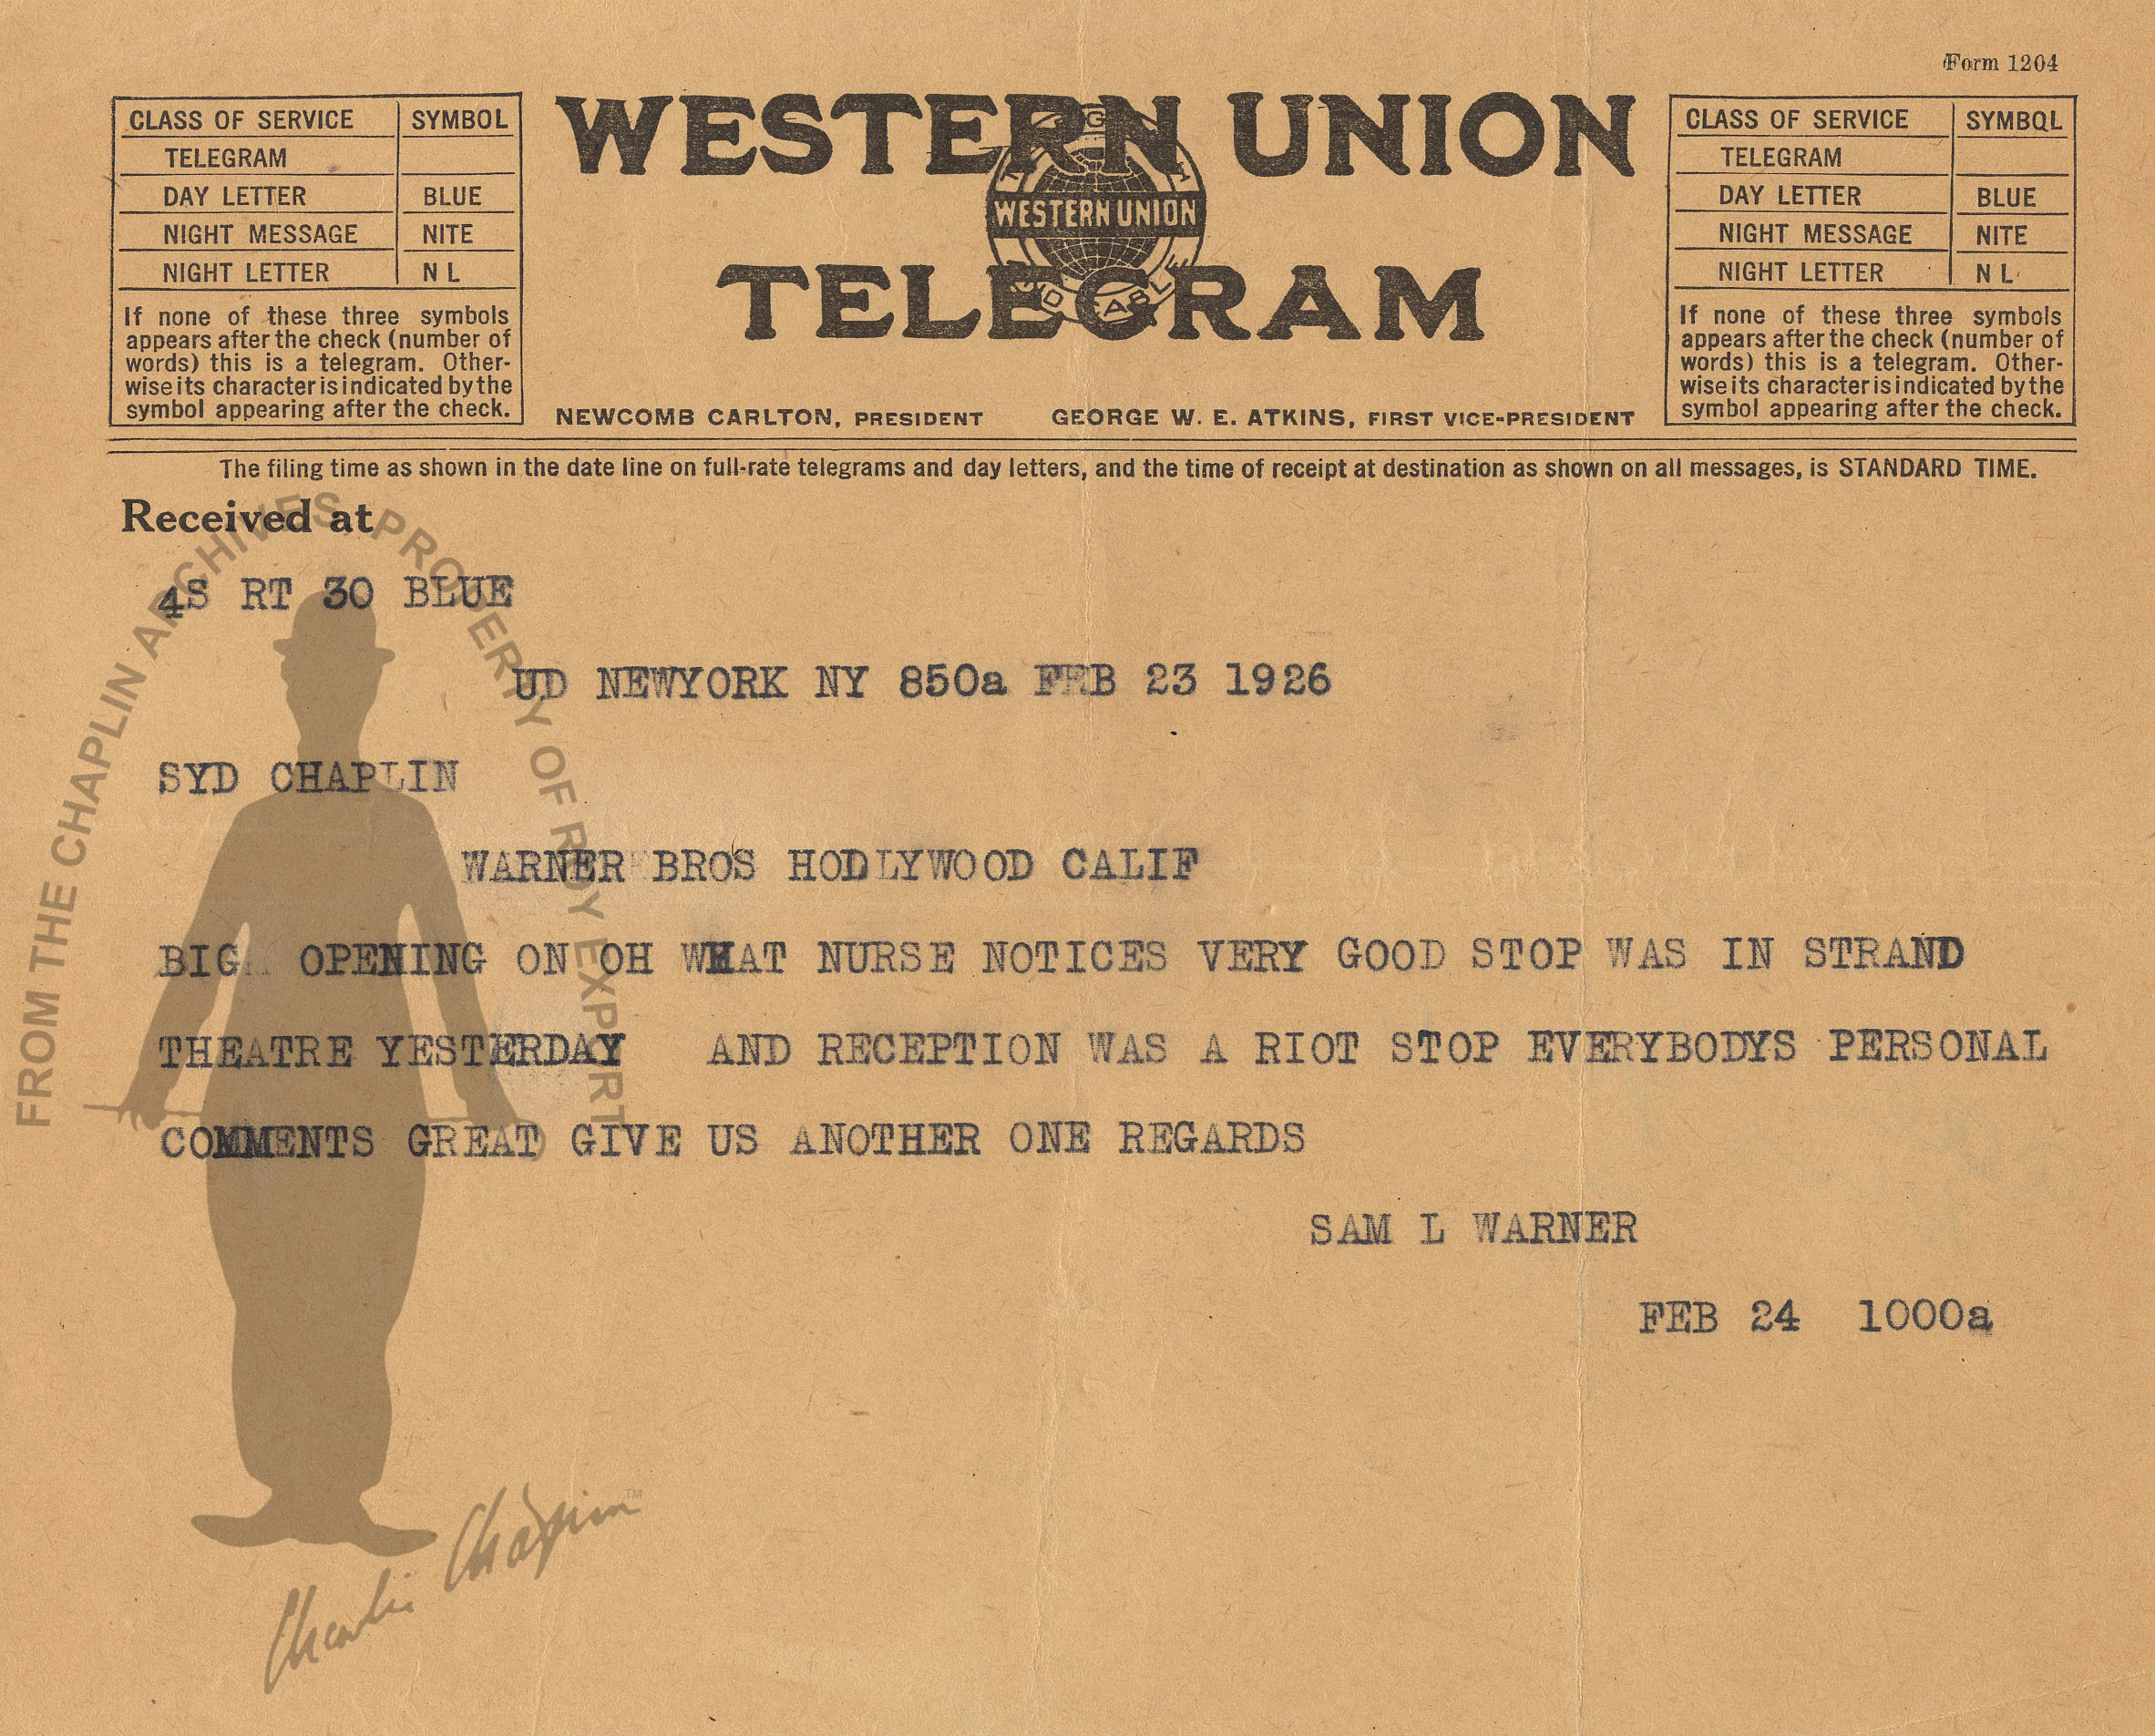 Form 1204
CLASS OF SERVICE SYMBOL
TELEGRAM
DAY LETTER BLUE
NIGHT MESSAGE NITE
NIGHT LETTER N L
If none of these three symbols
appears after the check (number of
words) this is a telegram. Other-
wise its character is indicated by the
symbol appearing after the check.
WESTERN UNION
WESTERN UNION
TELEGRAM
NEWCOMB CARLTON, PRESIDENT GEORGE W. E. ATKINS, FIRST VICE-PRESIDENT
CLASS OF SERVICE SYMBOL
TELEGRAM
DAY LETTER BLUE
NIGHT MESSAGE NITE
NIGHT LETTER N L
If none of these three symbols
appears after the check (number of
words) this is a telegram. Other-
wise its character is indicated by the
symbol appearing after the check.
The filing time as shown in the date line on full-rate telegrams and day letters, and the time of receipt at destination as shown on all messages, is STANDARD TIME.
Received at
4S RT 30 BLUE
UD NEWYORK NY 850a FEB 23 1926
SYD CHAPLIN
WARNER BROS HODLYWOOD CALIF
BIG OPENING ON OH WHAT NURSE NOTICES VERY GOOD STOP WAS IN STRAND
THEATRE YESTERDAY AND RECEPTION WAS A RIOT STOP EVERYBODYS PERSONAL
COMMENTS GREAT GIVE US ANOTHER ONE REGARDS
SAM L WARNER
FEB 24 1000a
FROM THE CHAPLIN ARCHIVES, PROPERTY OF ROY EXPORT
Charlie Chaplin™